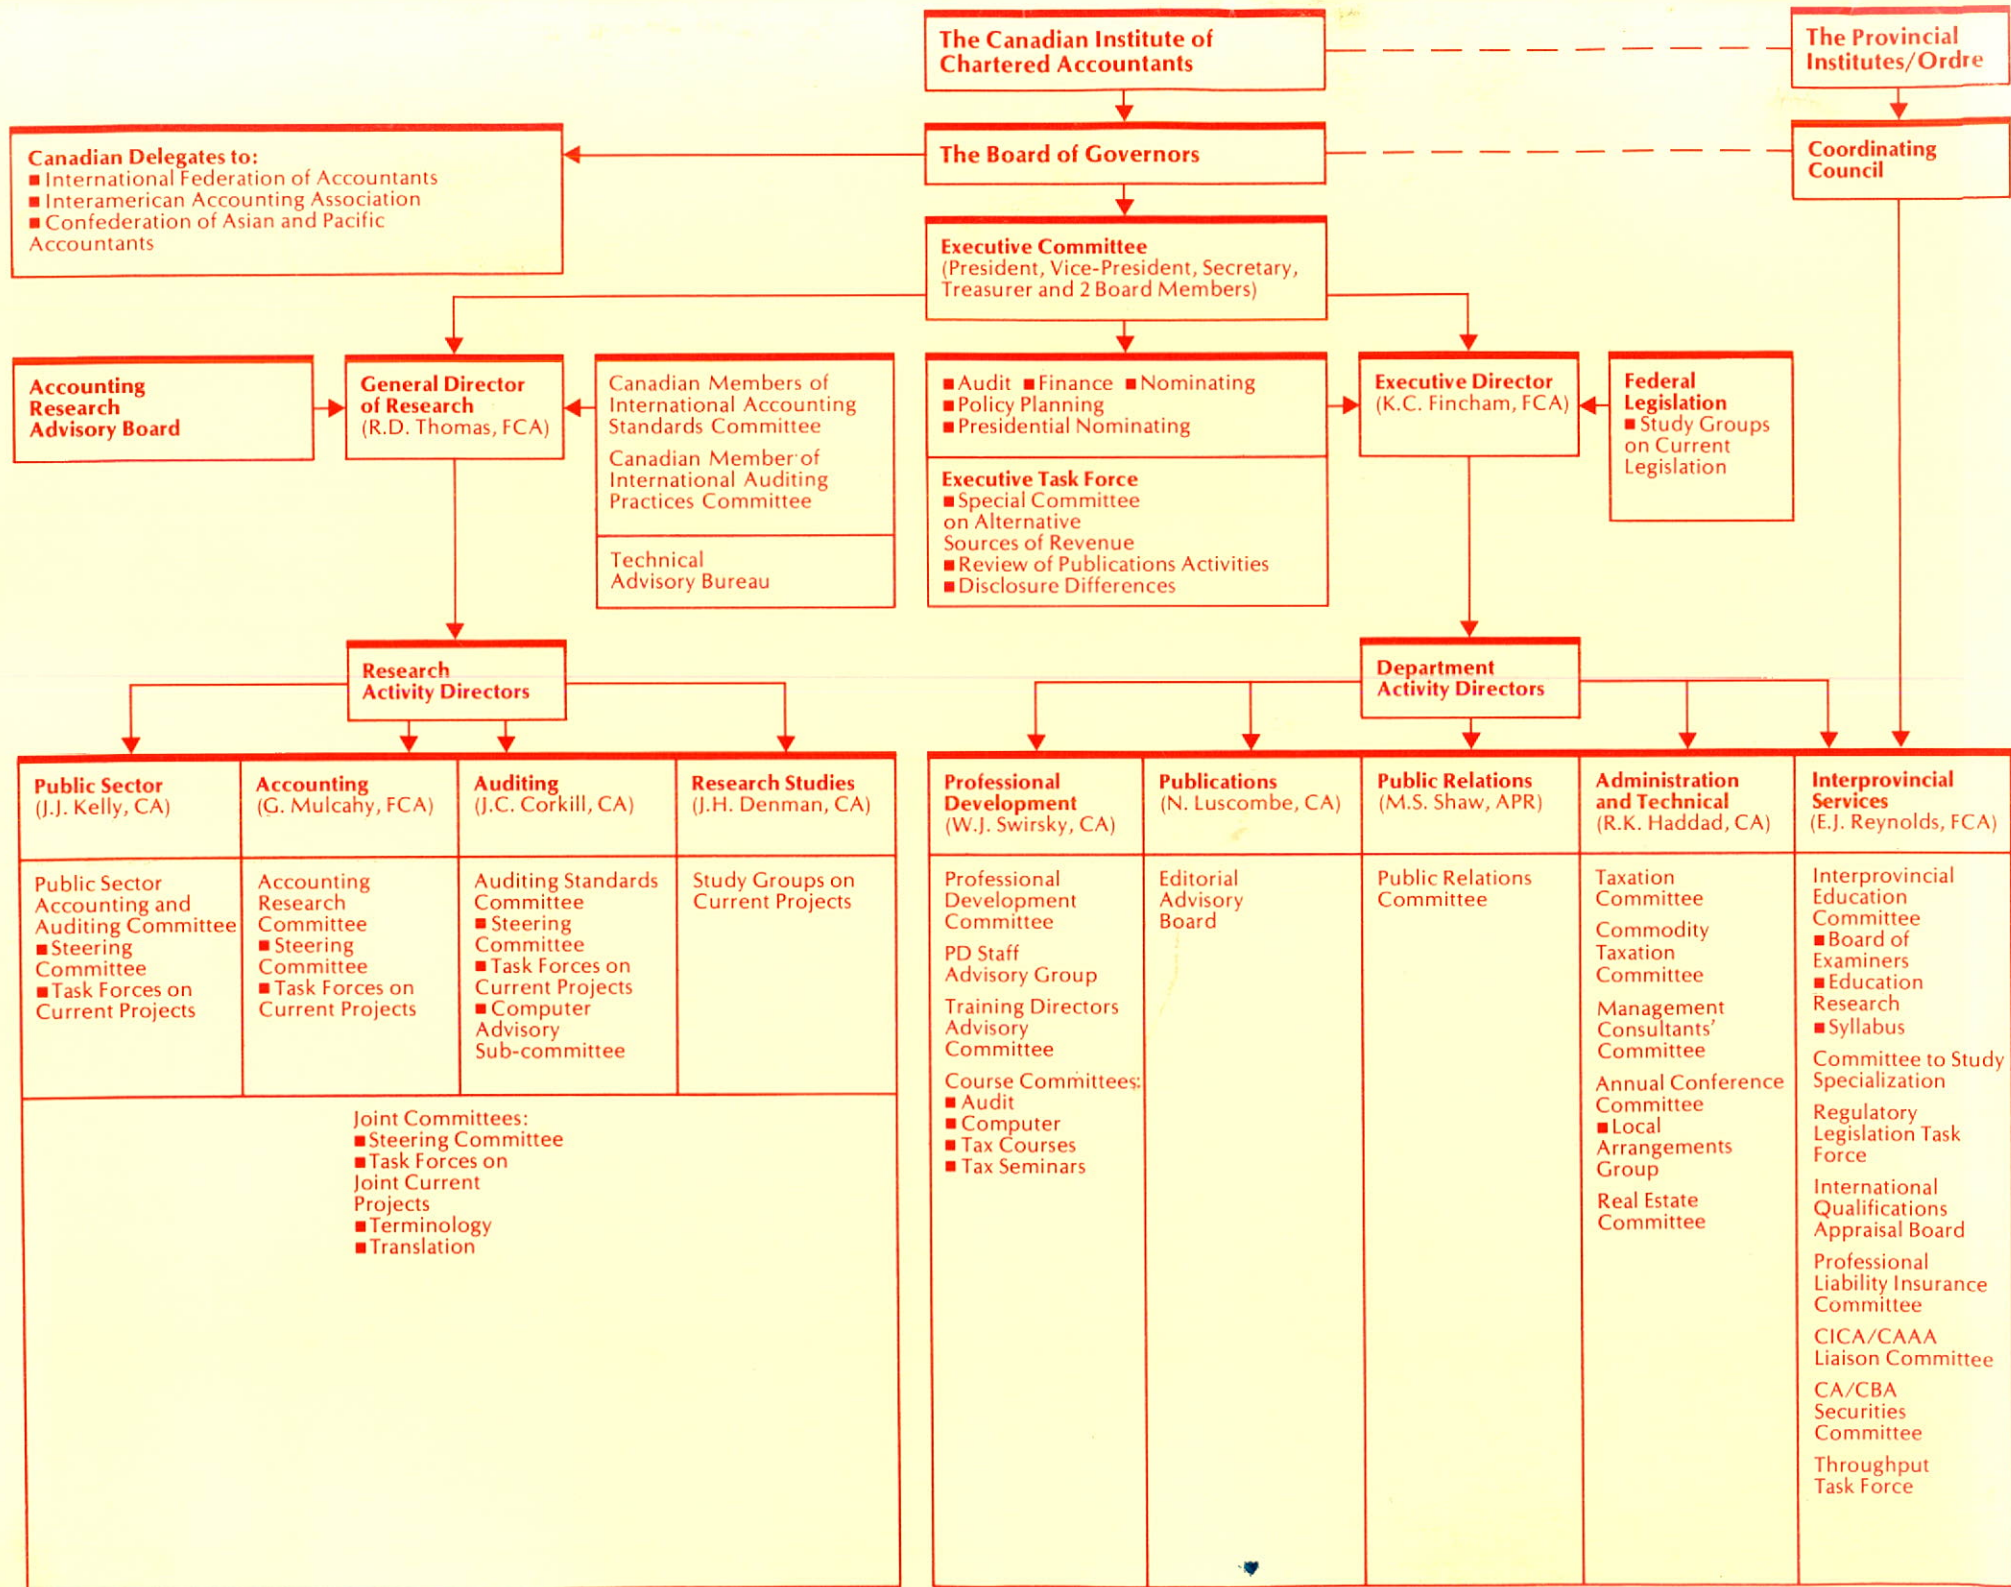 The Canadian Institute of
Chartered Accountants
The Provincial
Institutes/Ordre
Canadian Delegates to:
■ International Federation of Accountants
■ Interamerican Accounting Association
■ Confederation of Asian and Pacific
Accountants
The Board of Governors
Coordinating
Council
Executive Committee
(President, Vice-President, Secretary,
Treasurer and 2 Board Members)
Accounting
Research
Advisory Board
General Director
of Research
(R.D. Thomas, FCA)
Canadian Members of
International Accounting
Standards Committee
Canadian Member of
International Auditing
Practices Committee
Technical
Advisory Bureau
■ Audit ■ Finance ■ Nominating
■ Policy Planning
■ Presidential Nominating
Executive Task Force
■ Special Committee
on Alternative
Sources of Revenue
■ Review of Publications Activities
■ Disclosure Differences
Executive Director
(K.C. Fincham, FCA)
Federal
Legislation
■ Study Groups
on Current
Legislation
Research
Activity Directors
Department
Activity Directors
Public Sector
(J.J. Kelly, CA)
Public Sector
Accounting and
Auditing Committee
■ Steering
Committee
■ Task Forces on
Current Projects
Accounting
(G. Mulcahy, FCA)
Accounting
Research
Committee
■ Steering
Committee
■ Task Forces on
Current Projects
Auditing
(J.C. Corkill, CA)
Auditing Standards
Committee
■ Steering
Committee
■ Task Forces on
Current Projects
■ Computer
Advisory
Sub-committee
Research Studies
(J.H. Denman, CA)
Study Groups on
Current Projects
Joint Committees:
■ Steering Committee
■ Task Forces on
Joint Current
Projects
■ Terminology
■ Translation
Professional
Development
(W.J. Swirsky, CA)
Professional
Development
Committee
PD Staff
Advisory Group
Training Directors
Advisory
Committee
Course Committees:
■ Audit
■ Computer
■ Tax Courses
■ Tax Seminars
Publications
(N. Luscombe, CA)
Editorial
Advisory
Board
Public Relations
(M.S. Shaw, APR)
Public Relations
Committee
Administration
and Technical
(R.K. Haddad, CA)
Taxation
Committee
Commodity
Taxation
Committee
Management
Consultants'
Committee
Annual Conference
Committee
■ Local
Arrangements
Group
Real Estate
Committee
Interprovincial
Services
(E.J. Reynolds, FCA)
Interprovincial
Education
Committee
■ Board of
Examiners
■ Education
Research
■ Syllabus
Committee to Study
Specialization
Regulatory
Legislation Task
Force
International
Qualifications
Appraisal Board
Professional
Liability Insurance
Committee
CICA/CAAA
Liaison Committee
CA/CBA
Securities
Committee
Throughput
Task Force